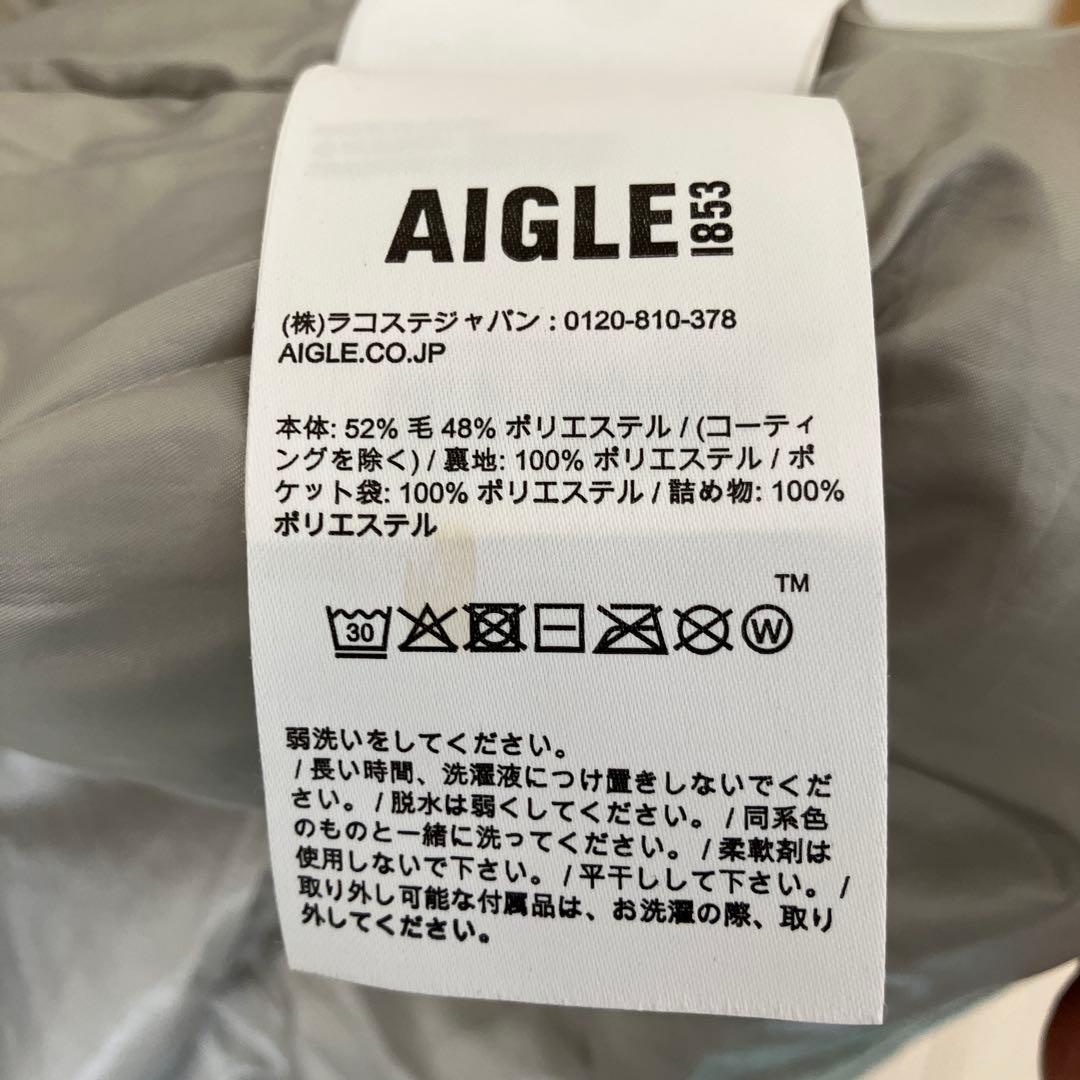 AIGLE 1853
(株)ラコステジャパン : 0120-810-378
AIGLE.CO.JP
本体: 52% 毛 48% ポリエステル / (コーティ
ングを除く) / 裏地: 100% ポリエステル / ポ
ケット袋: 100% ポリエステル / 詰め物: 100%
ポリエステル
TM
30 W
弱洗いをしてください。
/ 長い時間、洗濯液につけ置きしないでくだ
さい。 / 脱水は弱くしてください。 / 同系色
のものと一緒に洗ってください。 / 柔軟剤は
使用しないで下さい。 / 平干しして下さい。 /
取り外し可能な付属品は、お洗濯の際、取り
外してください。